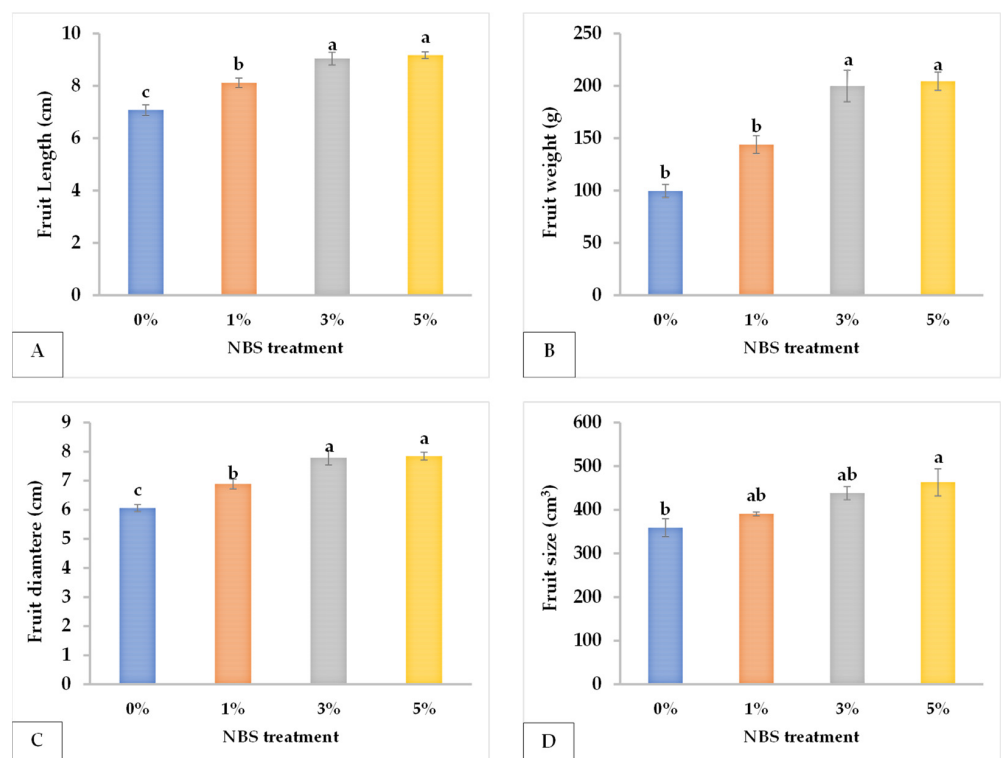 10
8
6
4
2
0
Fruit Length (cm)
c
b
a
a
0% 1% 3% 5%
NBS treatment
A
250
200
150
100
50
0
Fruit weight (g)
b
b
a
a
0% 1% 3% 5%
NBS treatment
B
9
8
7
6
5
4
3
2
1
0
Fruit diamtere (cm)
c
b
a
a
0% 1% 3% 5%
NBS treatment
C
600
500
400
300
200
100
0
Fruit size (cm³)
b
ab
ab
a
0% 1% 3% 5%
NBS treatment
D